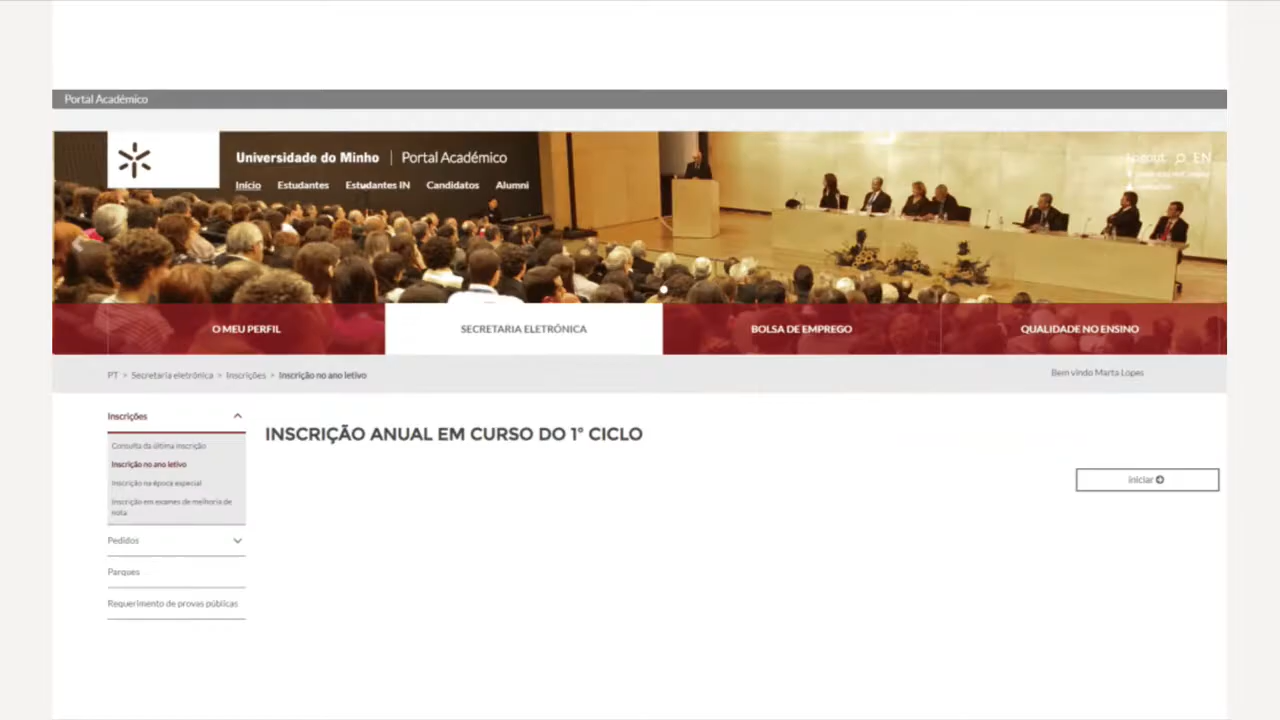 Portal Académico
Universidade do Minho | Portal Académico
logout EN
Início Estudantes Estudantes IN Candidatos Alumni
O MEU PERFIL SECRETARIA ELETRÓNICA BOLSA DE EMPREGO QUALIDADE NO ENSINO
PT > Secretaria eletrónica > Inscrições > Inscrição no ano letivo
Bem vindo Marta Lopes
Inscrições
Consulta da última inscrição
Inscrição no ano letivo
Inscrição na época especial
Inscrição em exames de melhoria de
nota
Pedidos
Parques
Requerimento de provas públicas
INSCRIÇÃO ANUAL EM CURSO DO 1º CICLO
iniciar